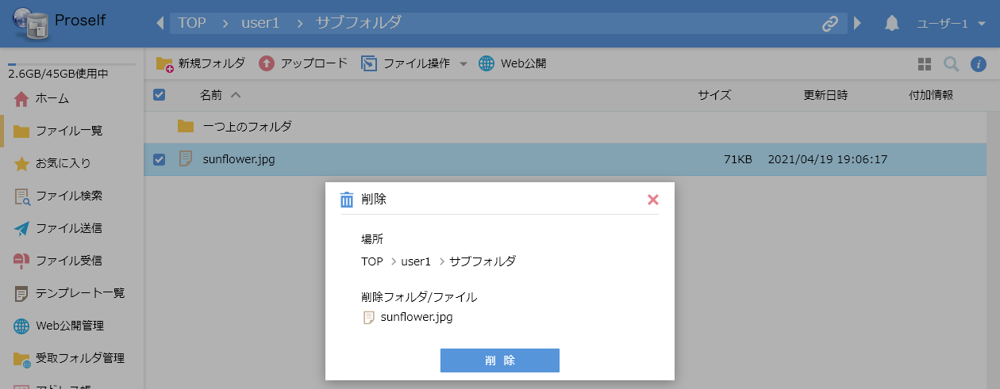 Proself
TOP > user1 > サブフォルダ
ユーザー1
2.6GB/45GB使用中
新規フォルダ アップロード ファイル操作 Web公開
ホーム
ファイル一覧
お気に入り
ファイル検索
ファイル送信
ファイル受信
テンプレート一覧
Web公開管理
受取フォルダ管理
名前 サイズ 更新日時 付加情報
一つ上のフォルダ
sunflower.jpg 71KB 2021/04/19 19:06:17
削除
場所
TOP > user1 > サブフォルダ
削除フォルダ/ファイル
sunflower.jpg
削 除